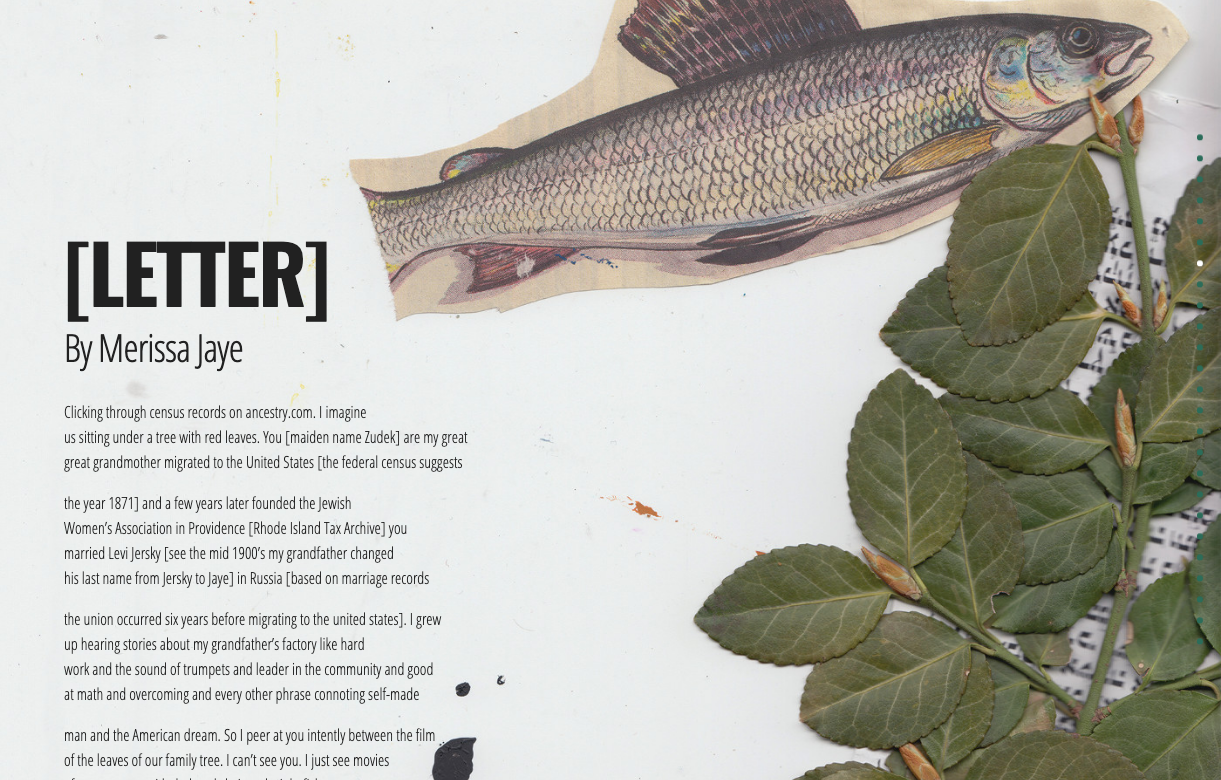 [LETTER]
By Merissa Jaye
Clicking through census records on ancestry.com. I imagine
us sitting under a tree with red leaves. You [maiden name Zudek] are my great
great grandmother migrated to the United States [the federal census suggests
the year 1871] and a few years later founded the Jewish
Women’s Association in Providence [Rhode Island Tax Archive] you
married Levi Jersky [see the mid 1900’s my grandfather changed
his last name from Jersky to Jaye] in Russia [based on marriage records
the union occurred six years before migrating to the united states]. I grew
up hearing stories about my grandfather’s factory like hard
work and the sound of trumpets and leader in the community and good
at math and overcoming and every other phrase connoting self-made
man and the American dream. So I peer at you intently between the film
of the leaves of our family tree. I can’t see you. I just see movies